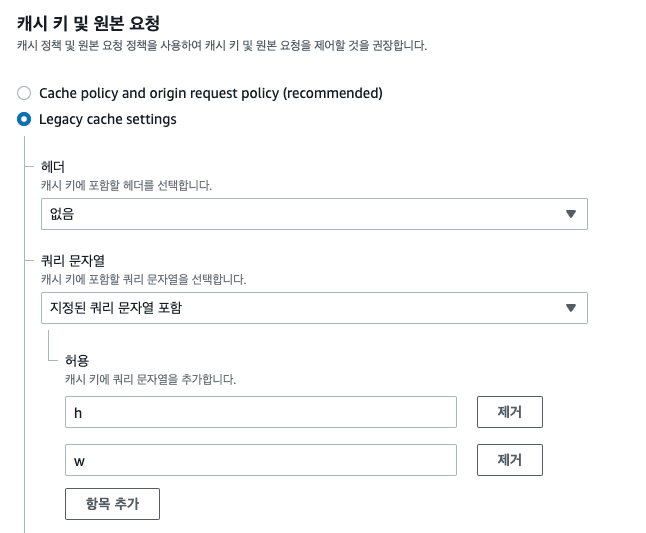 캐시 키 및 원본 요청
캐시 정책 및 원본 요청 정책을 사용하여 캐시 키 및 원본 요청을 제어할 것을 권장합니다.
Cache policy and origin request policy (recommended)
Legacy cache settings
헤더
캐시 키에 포함할 헤더를 선택합니다.
없음
쿼리 문자열
캐시 키에 포함할 쿼리 문자열을 선택합니다.
지정된 쿼리 문자열 포함
허용
캐시 키에 쿼리 문자열을 추가합니다.
h 제거
w 제거
항목 추가